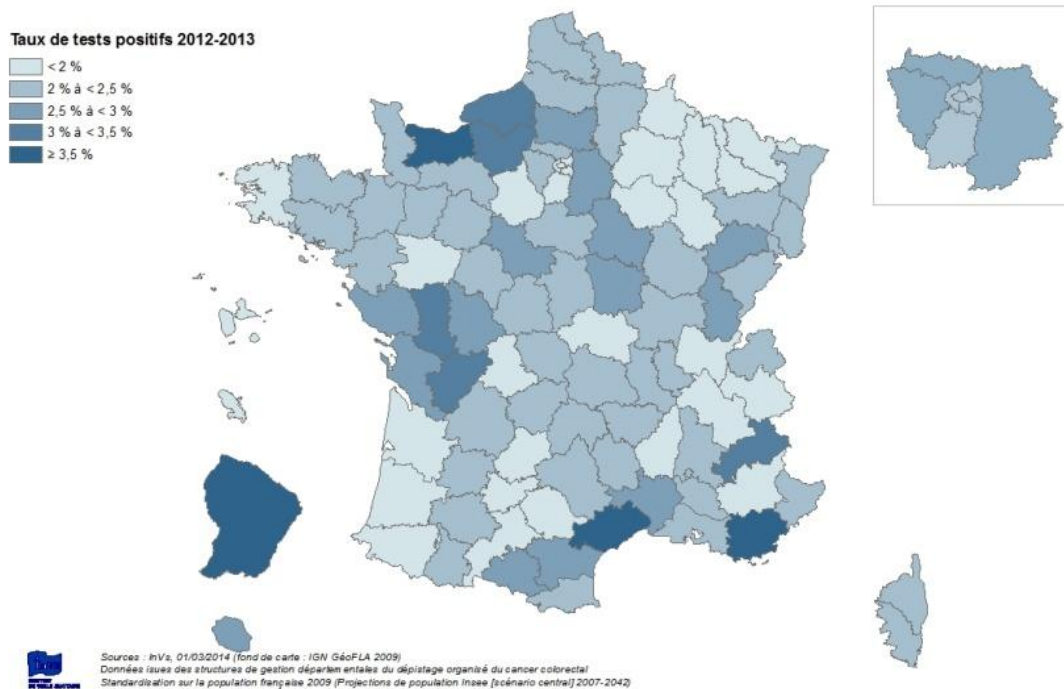 Taux de tests positifs 2012-2013
< 2 %
2 % à < 2,5 %
2,5 % à < 3 %
3 % à < 3,5 %
≥ 3,5 %
Sources : InVs, 01/03/2014 (fond de carte : IGN GéoFLA 2009)
Données isues des structures de gestion départementales du dépistage organisé du cancer colorectal
Standardisation sur la population française 2009 (Projections de population Insee [scénario central] 2007-2042)